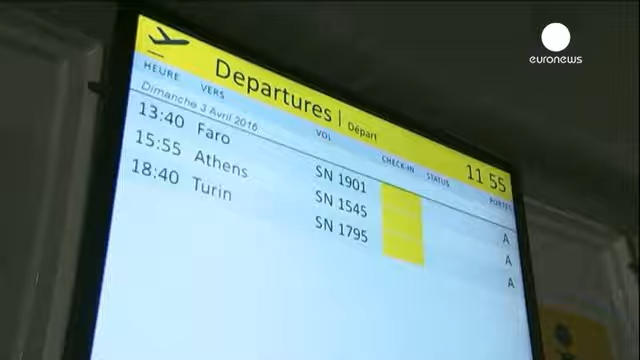 euronews
Departures | Départ 11 55
HEURE VERS VOL CHECK-IN STATUS PORTES
Dimanche 3 Avril 2016
13:40 Faro SN 1901 A
15:55 Athens SN 1545 A
18:40 Turin SN 1795 A